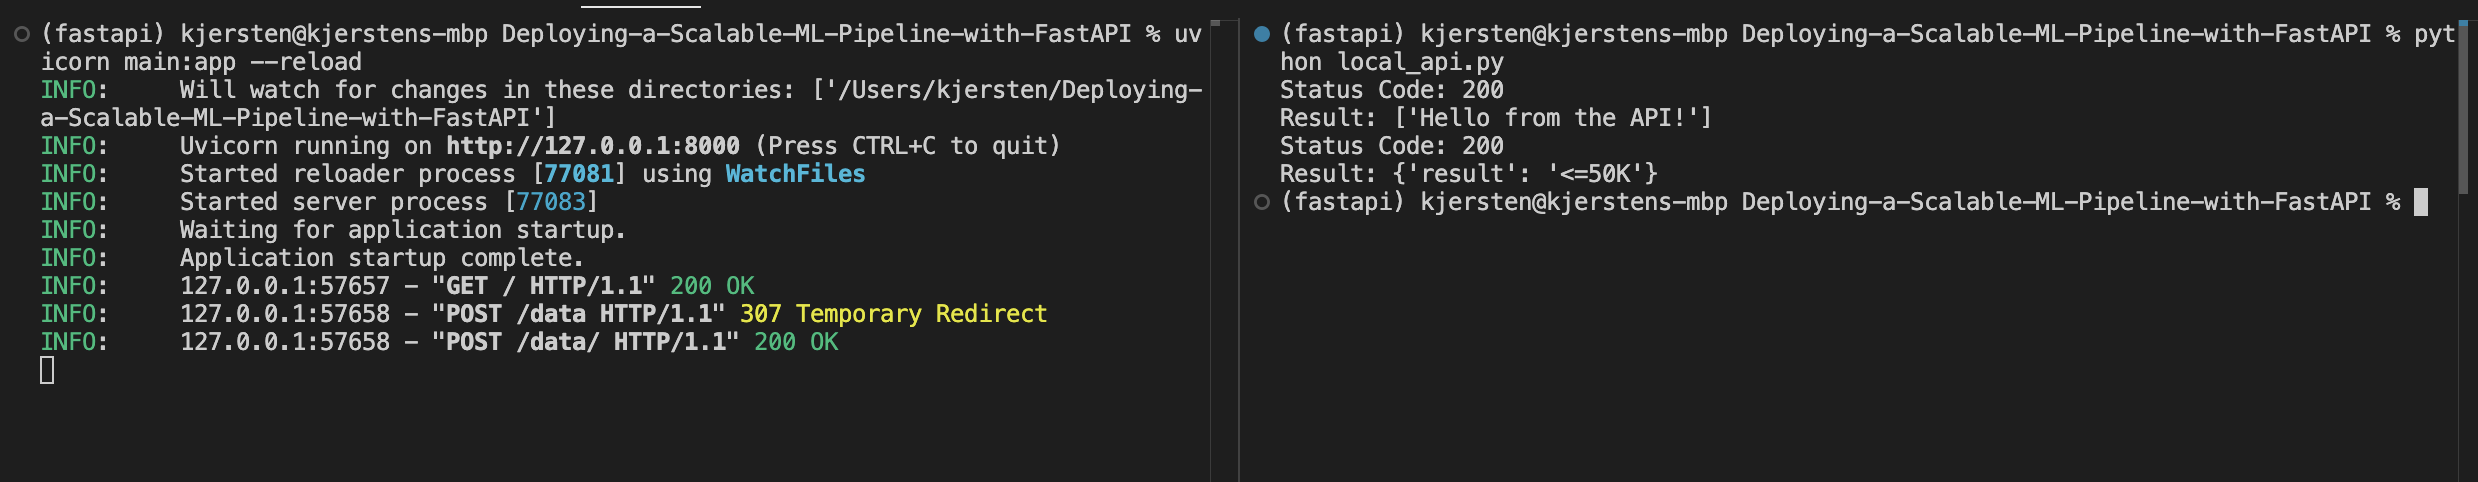 (fastapi) kjersten@kjerstens-mbp Deploying-a-Scalable-ML-Pipeline-with-FastAPI % uv
icorn main:app --reload
INFO:     Will watch for changes in these directories: ['/Users/kjersten/Deploying-
a-Scalable-ML-Pipeline-with-FastAPI']
INFO:     Uvicorn running on http://127.0.0.1:8000 (Press CTRL+C to quit)
INFO:     Started reloader process [77081] using WatchFiles
INFO:     Started server process [77083]
INFO:     Waiting for application startup.
INFO:     Application startup complete.
INFO:     127.0.0.1:57657 - "GET / HTTP/1.1" 200 OK
INFO:     127.0.0.1:57658 - "POST /data HTTP/1.1" 307 Temporary Redirect
INFO:     127.0.0.1:57658 - "POST /data/ HTTP/1.1" 200 OK
(fastapi) kjersten@kjerstens-mbp Deploying-a-Scalable-ML-Pipeline-with-FastAPI % pyt
hon local_api.py
Status Code: 200
Result: ['Hello from the API!']
Status Code: 200
Result: {'result': '<=50K'}
(fastapi) kjersten@kjerstens-mbp Deploying-a-Scalable-ML-Pipeline-with-FastAPI %